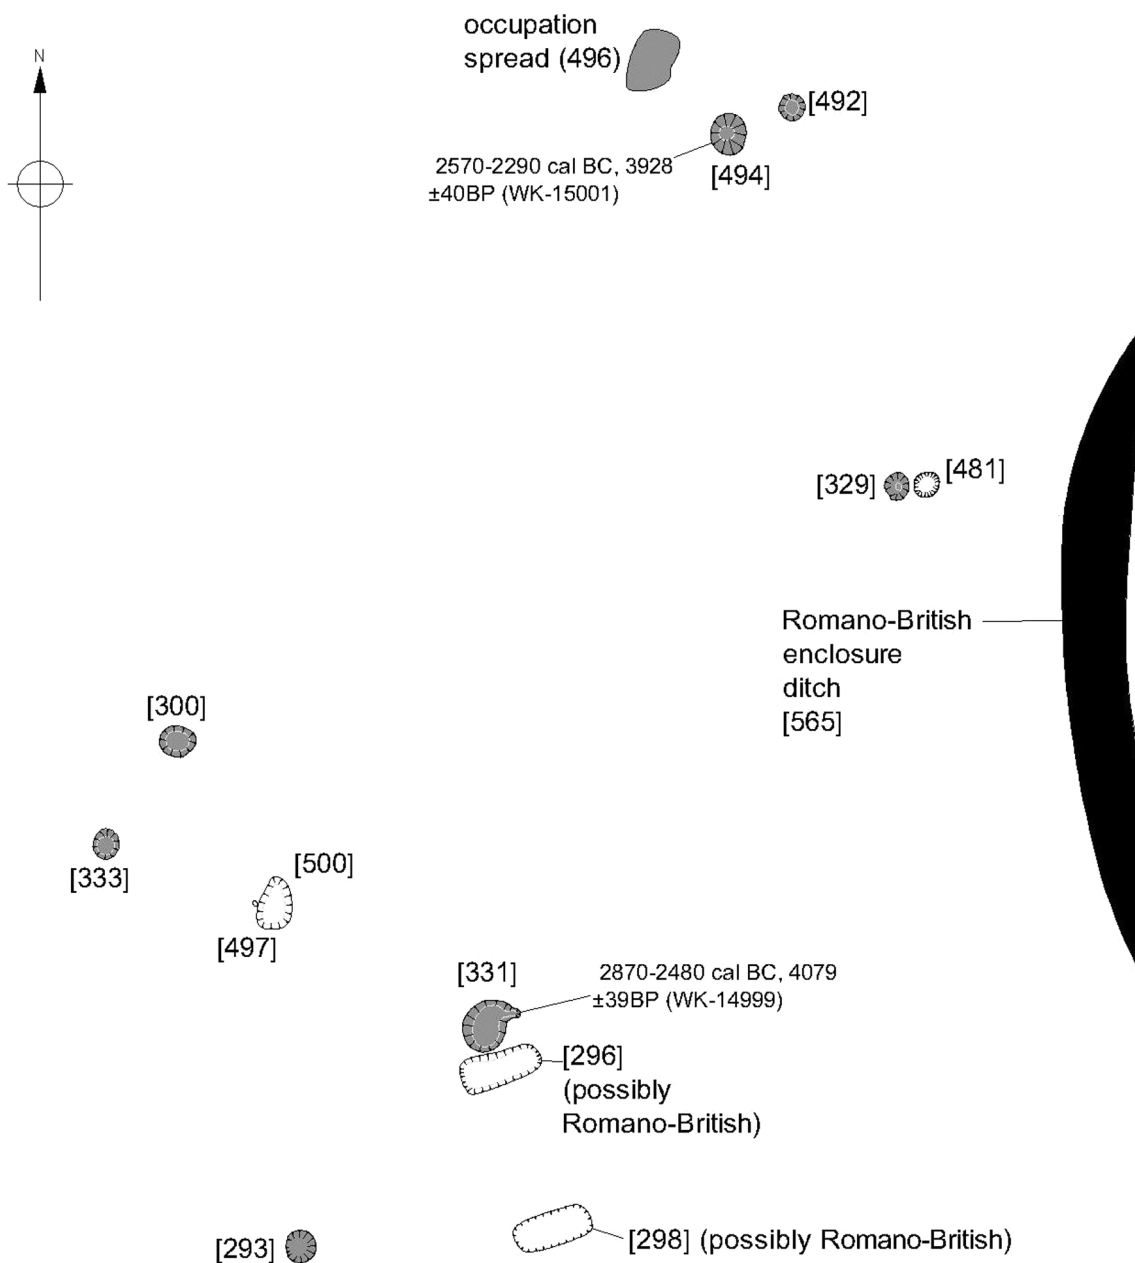 occupation
spread (496)
N
[492]
2570-2290 cal BC, 3928
±40BP (WK-15001)
[494]
[329]
[481]
Romano-British
enclosure
ditch
[565]
[300]
[333]
[500]
[497]
[331]
2870-2480 cal BC, 4079
±39BP (WK-14999)
[296]
(possibly
Romano-British)
[293]
[298] (possibly Romano-British)